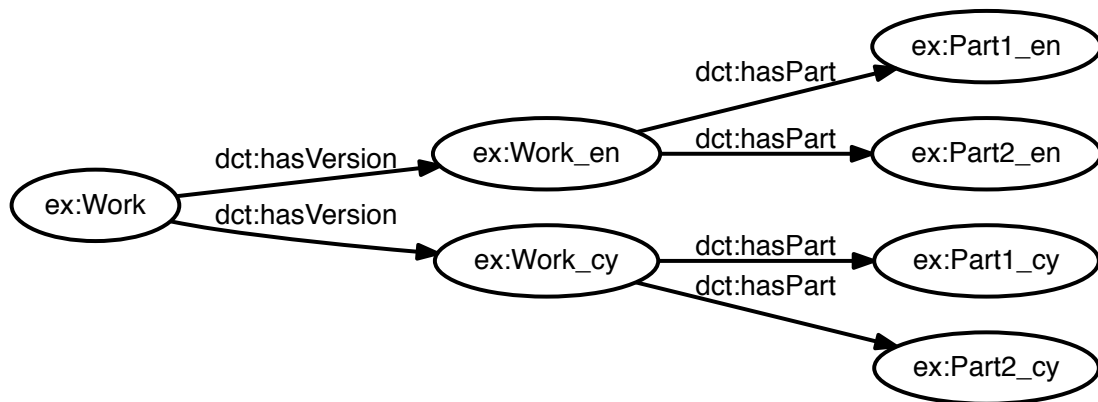 ex:Part1_en
dct:hasPart
dct:hasPart
ex:Work_en
ex:Part2_en
dct:hasVersion
ex:Work
dct:hasVersion
dct:hasPart
ex:Work_cy
ex:Part1_cy
dct:hasPart
ex:Part2_cy